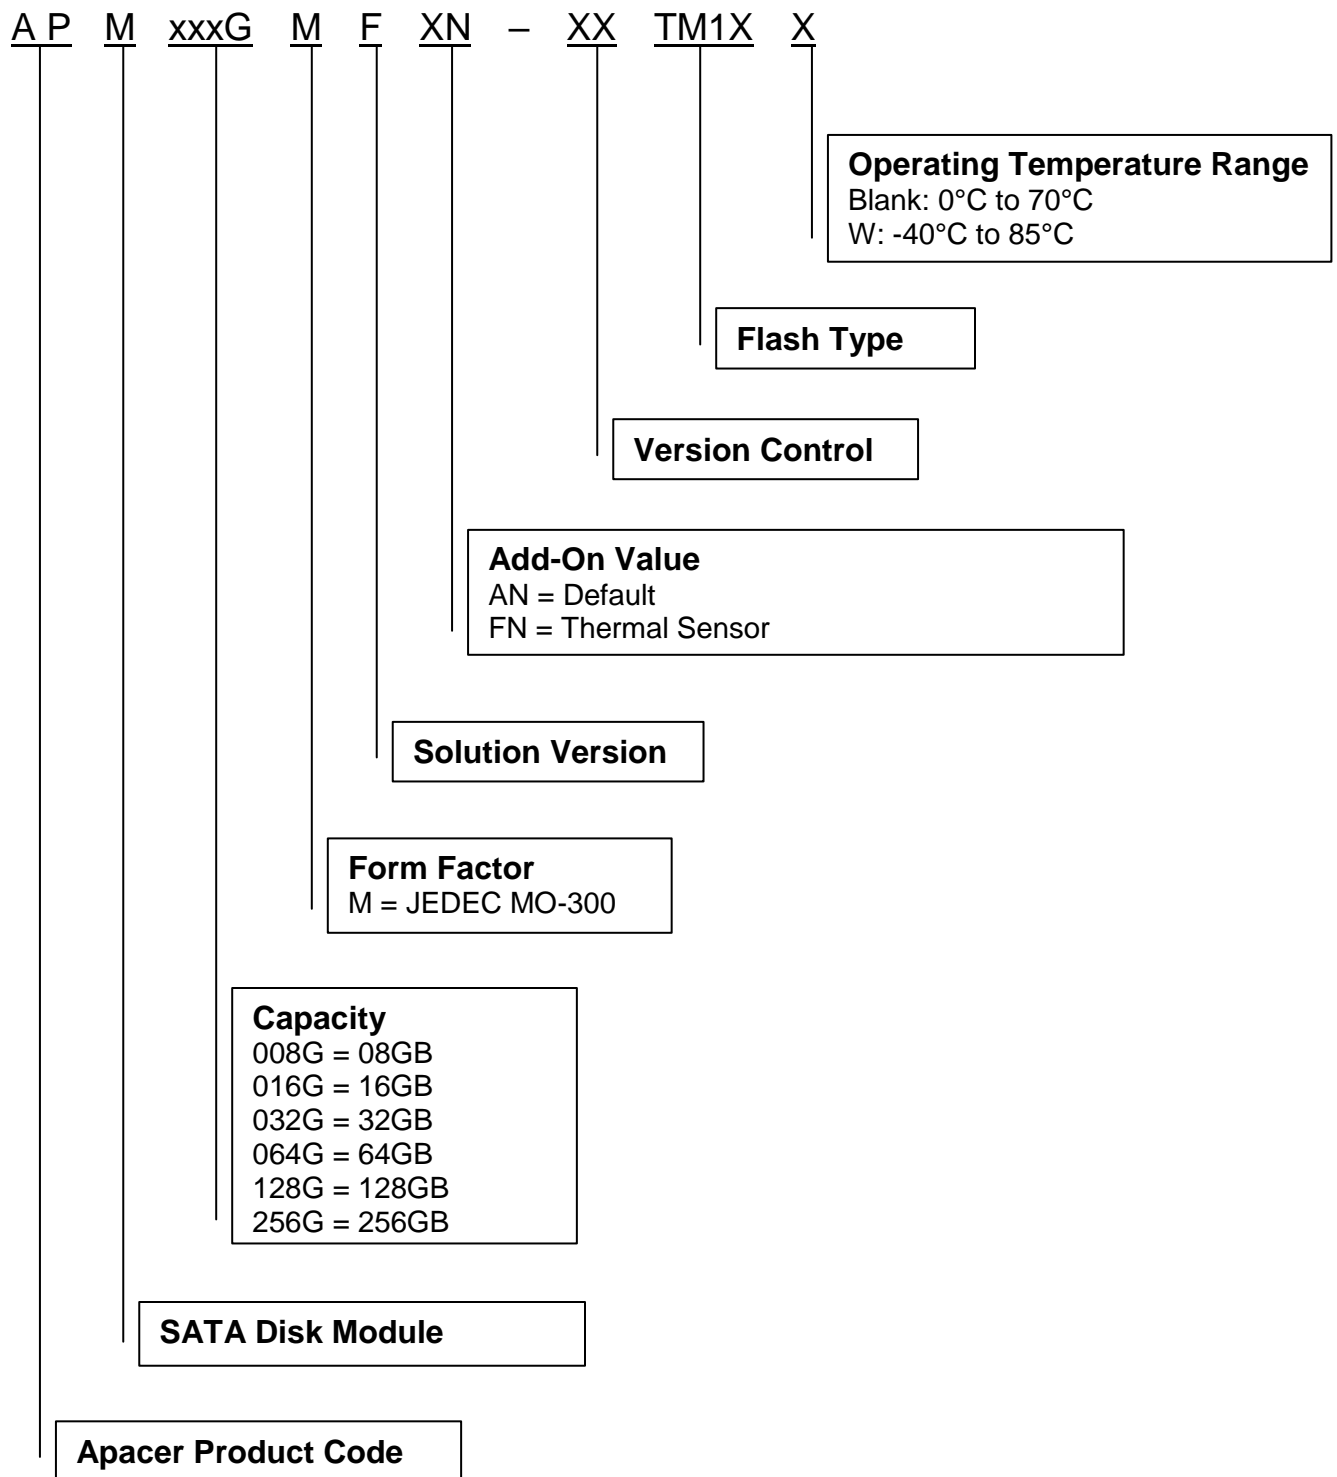 AP M xxxG M F XN – XX TM1X X
Operating Temperature Range
Blank: 0°C to 70°C
W: -40°C to 85°C
Flash Type
Version Control
Add-On Value
AN = Default
FN = Thermal Sensor
Solution Version
Form Factor
M = JEDEC MO-300
Capacity
008G = 08GB
016G = 16GB
032G = 32GB
064G = 64GB
128G = 128GB
256G = 256GB
SATA Disk Module
Apacer Product Code